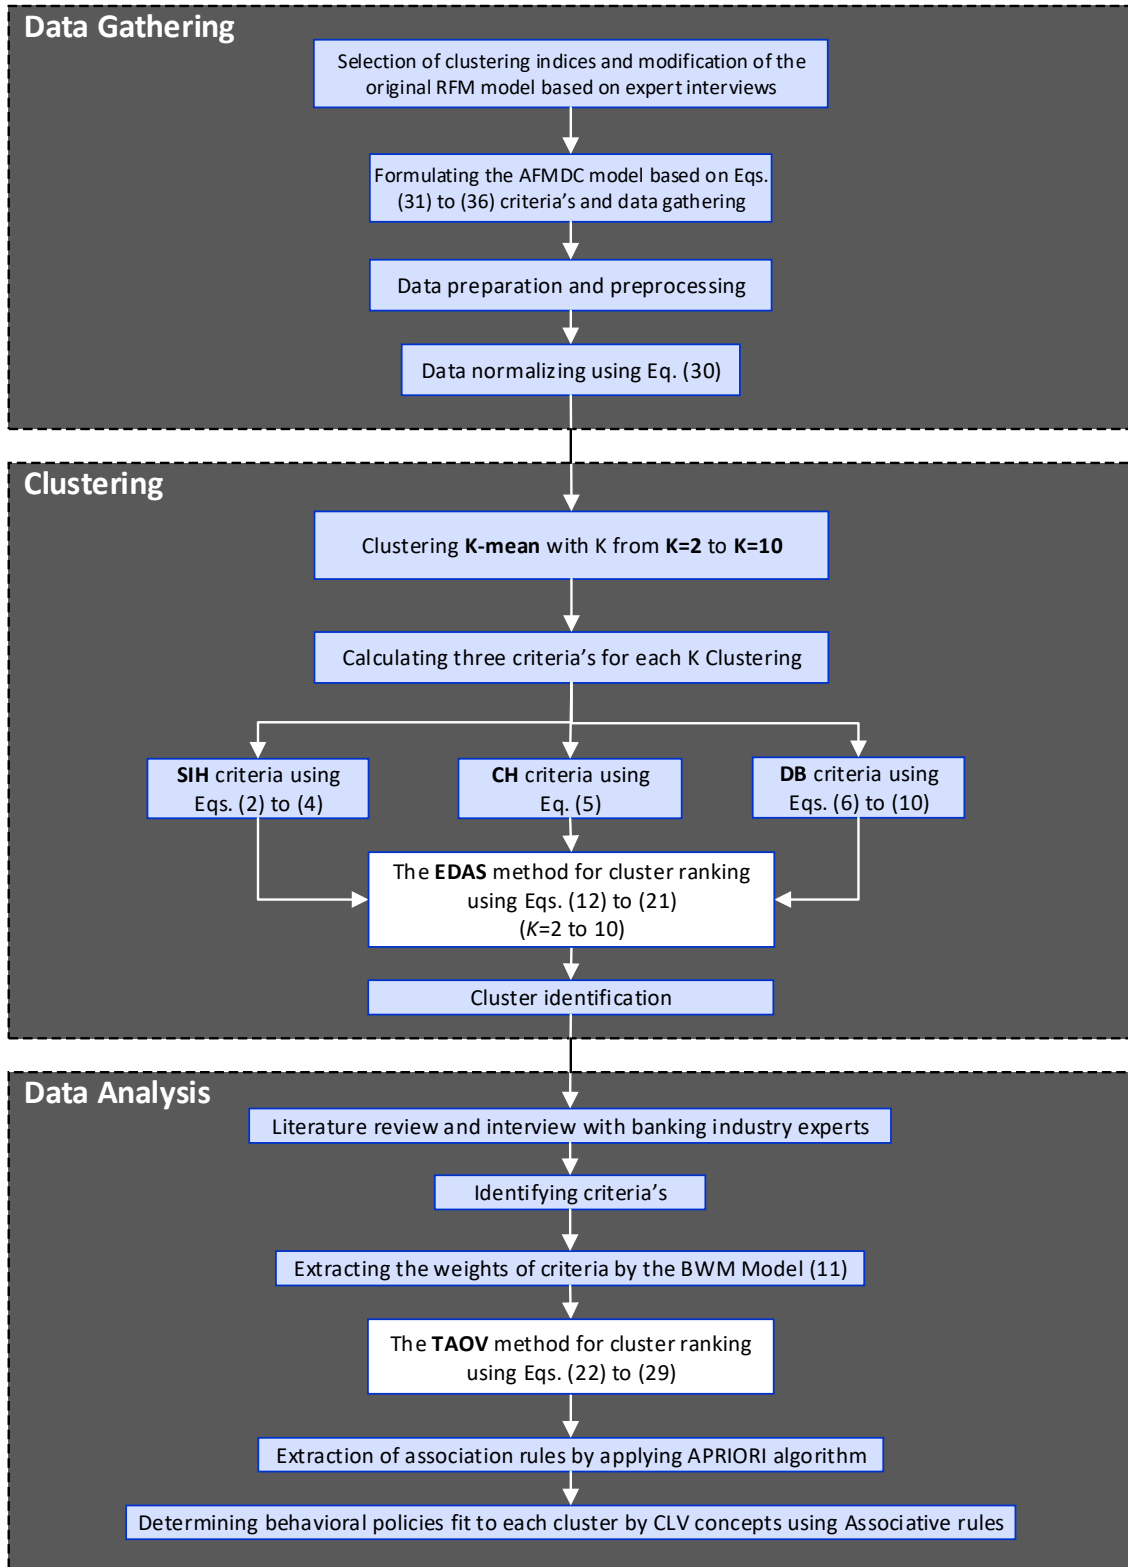 Data Gathering
Selection of clustering indices and modification of the
original RFM model based on expert interviews
Formulating the AFMDC model based on Eqs.
(31) to (36) criteria’s and data gathering
Data preparation and preprocessing
Data normalizing using Eq. (30)
Clustering
Clustering K-mean with K from K=2 to K=10
Calculating three criteria’s for each K Clustering
SIH criteria using
Eqs. (2) to (4)
CH criteria using
Eq. (5)
DB criteria using
Eqs. (6) to (10)
The EDAS method for cluster ranking
using Eqs. (12) to (21)
(K=2 to 10)
Cluster identification
Data Analysis
Literature review and interview with banking industry experts
Identifying criteria’s
Extracting the weights of criteria by the BWM Model (11)
The TAOV method for cluster ranking
using Eqs. (22) to (29)
Extraction of association rules by applying APRIORI algorithm
Determining behavioral policies fit to each cluster by CLV concepts using Associative rules